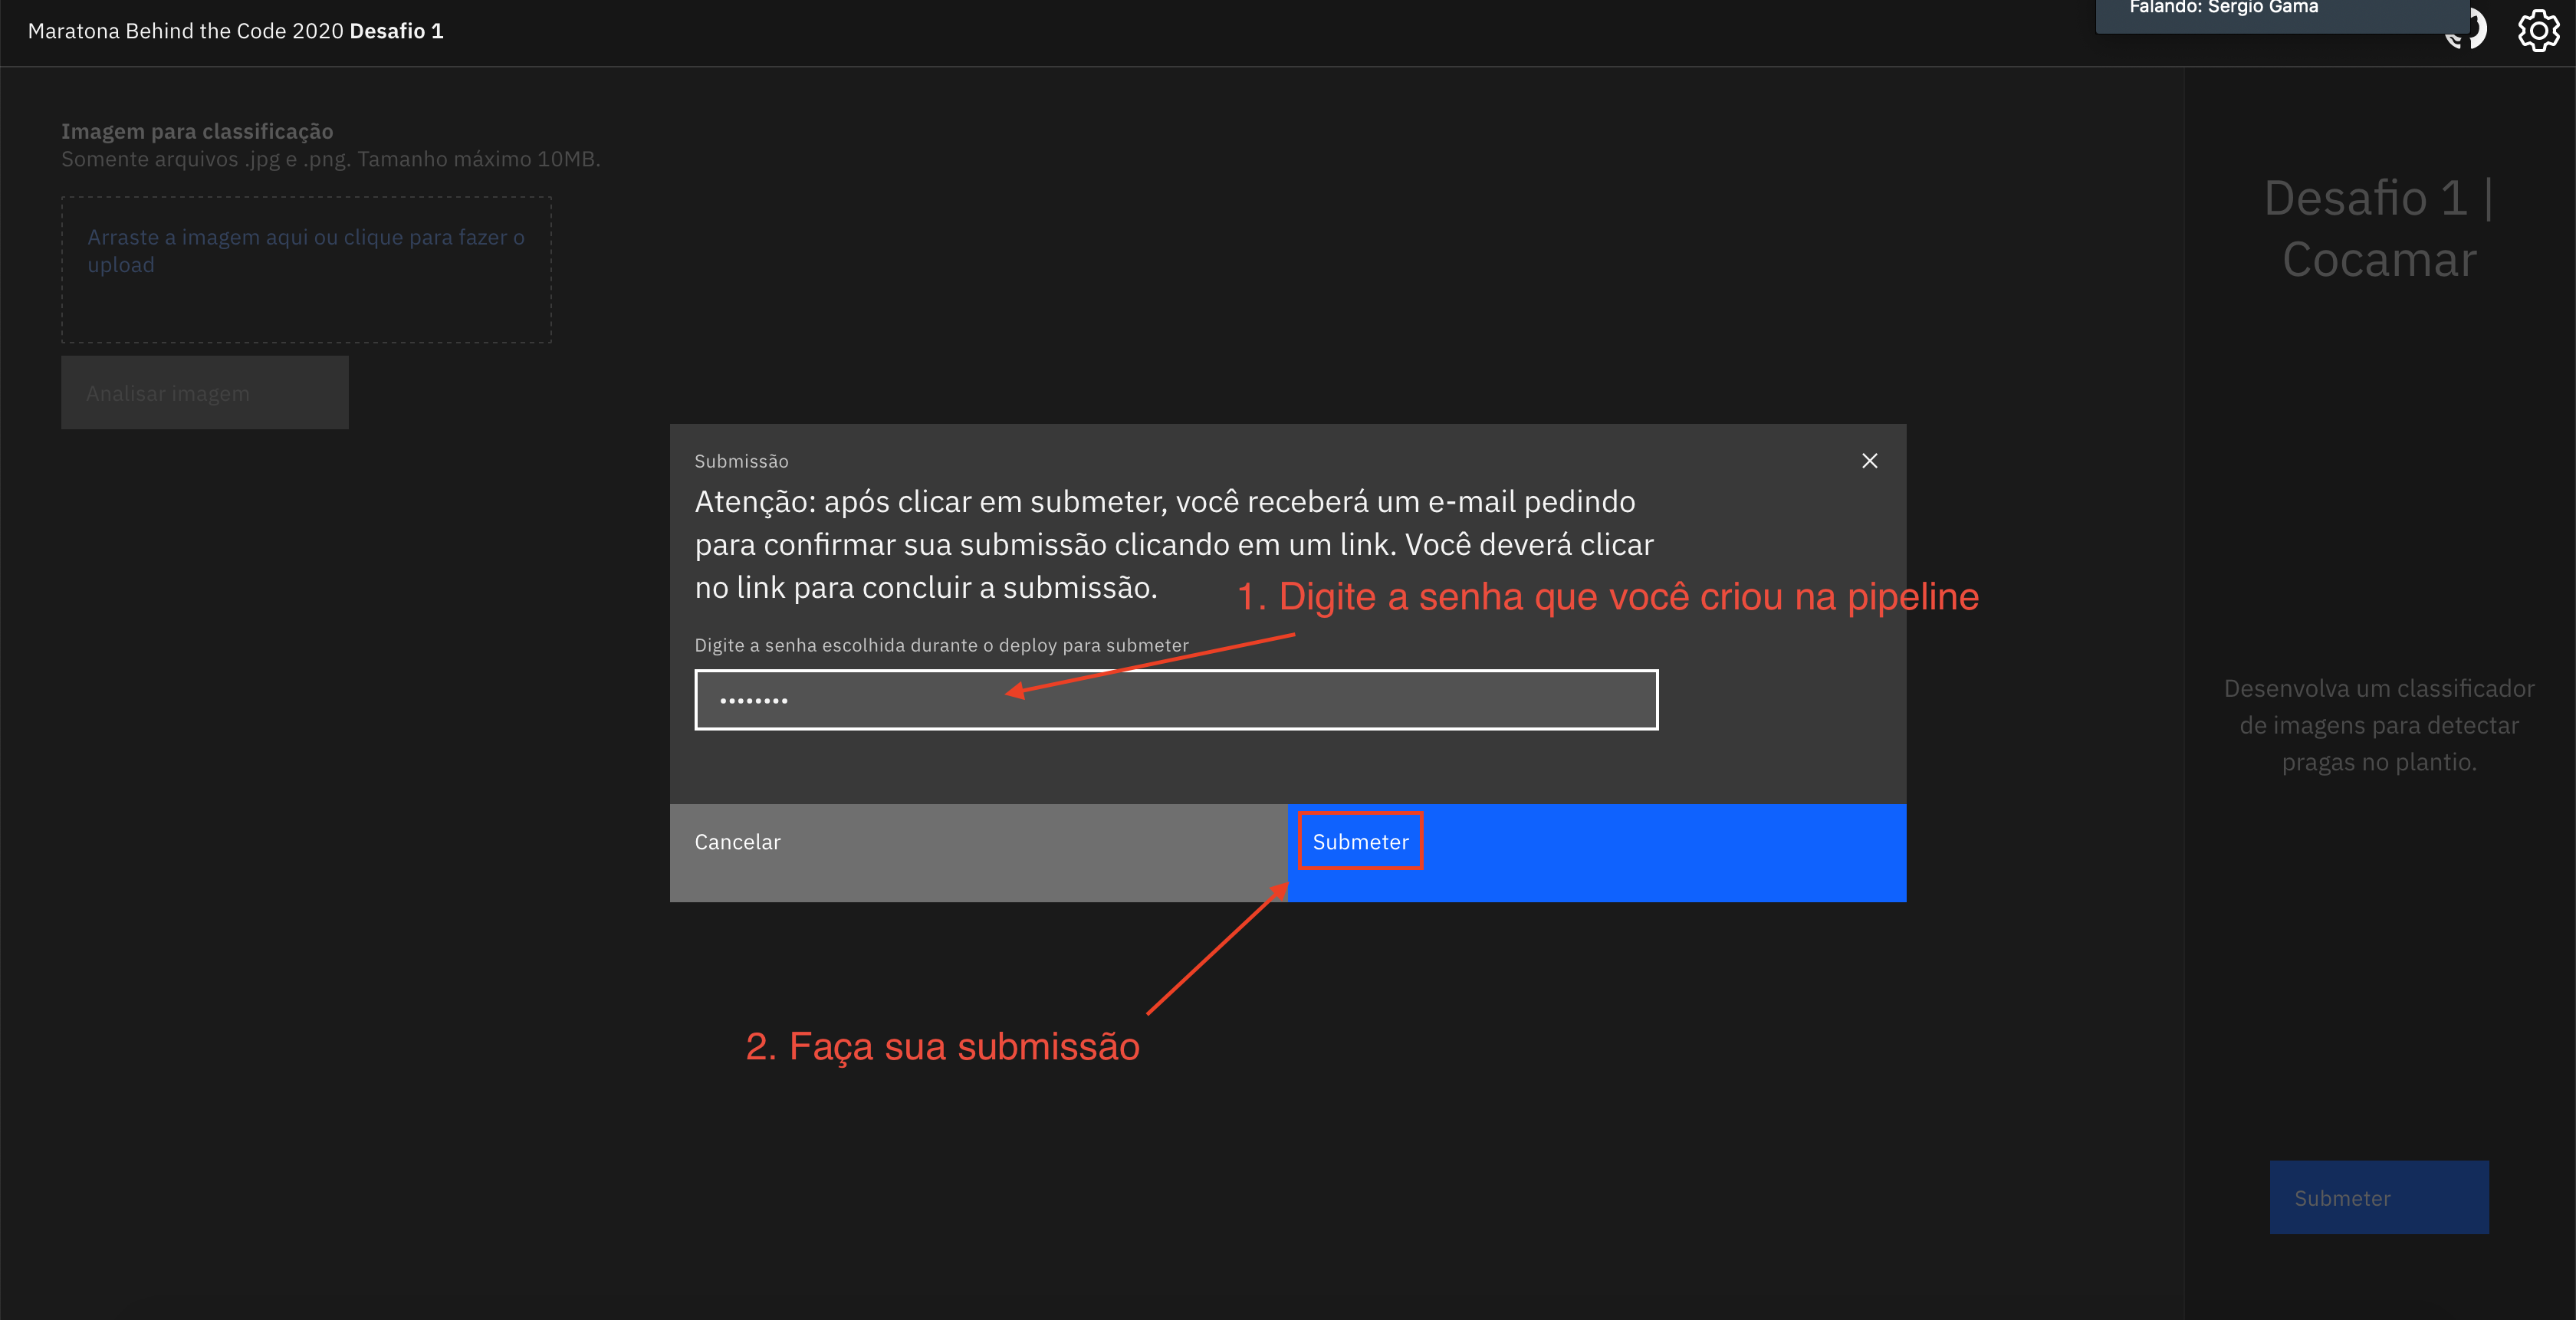 Falando: Sergio Gama
Maratona Behind the Code 2020 Desafio 1
Imagem para classificação
Somente arquivos .jpg e .png. Tamanho máximo 10MB.
Arraste a imagem aqui ou clique para fazer o
upload
Analisar imagem
Desafio 1 |
Cocamar
Desenvolva um classificador
de imagens para detectar
pragas no plantio.
Submeter
Submissão
Atenção: após clicar em submeter, você receberá um e-mail pedindo
para confirmar sua submissão clicando em um link. Você deverá clicar
no link para concluir a submissão.
1. Digite a senha que você criou na pipeline
Digite a senha escolhida durante o deploy para submeter
••••••••
Cancelar
Submeter
2. Faça sua submissão